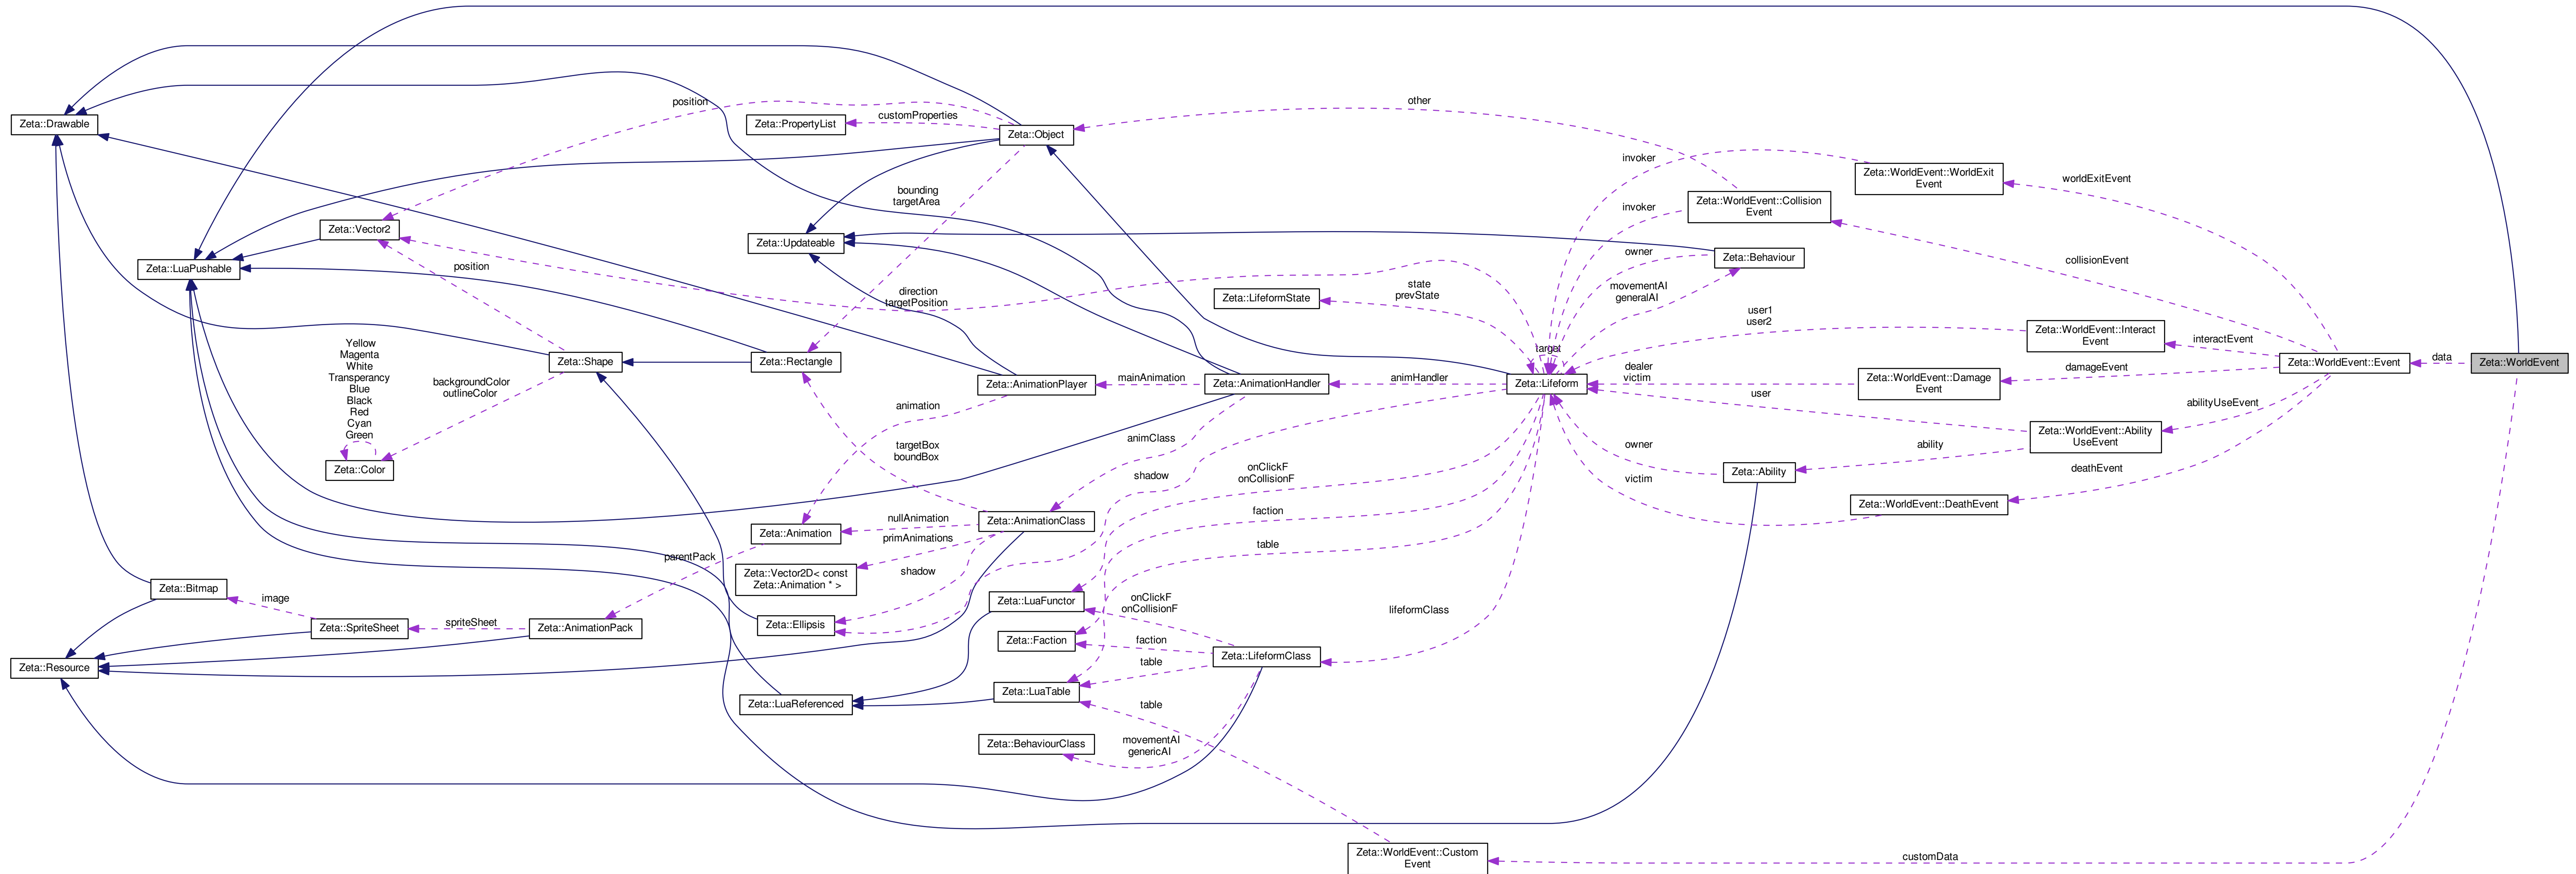 other
position
customProperties
Zeta::Drawable
Zeta::PropertyList
Zeta::Object
invoker
Zeta::WorldEvent::WorldExit
Event
worldExitEvent
bounding
targetArea
Zeta::WorldEvent::Collision
Event
invoker
Zeta::Vector2
Zeta::Updateable
owner
Zeta::Behaviour
collisionEvent
Zeta::LuaPushable
position
direction
targetPosition
Zeta::LifeformState
state
prevState
movementAI
generalAI
user1
user2
Zeta::WorldEvent::Interact
Event
interactEvent
Yellow
Magenta
White
Transperancy
Blue
Black
Red
Cyan
Green
Zeta::Shape
Zeta::Rectangle
target
Zeta::WorldEvent::Event
data
Zeta::WorldEvent
backgroundColor
outlineColor
Zeta::AnimationPlayer
mainAnimation
Zeta::AnimationHandler
animHandler
Zeta::Lifeform
dealer
victim
Zeta::WorldEvent::Damage
Event
damageEvent
animation
user
abilityUseEvent
targetBox
boundBox
animClass
Zeta::WorldEvent::Ability
UseEvent
owner
ability
Zeta::Color
shadow
onClickF
onCollisionF
Zeta::Ability
deathEvent
victim
Zeta::WorldEvent::DeathEvent
faction
nullAnimation
Zeta::AnimationClass
Zeta::Animation
primAnimations
table
parentPack
Zeta::Vector2D< const
Zeta::Animation * >
shadow
Zeta::Bitmap
image
onClickF
onCollisionF
Zeta::LuaFunctor
lifeformClass
Zeta::SpriteSheet
spriteSheet
Zeta::AnimationPack
Zeta::Ellipsis
Zeta::Faction
faction
Zeta::LifeformClass
Zeta::Resource
table
Zeta::LuaTable
Zeta::LuaReferenced
table
Zeta::BehaviourClass
movementAI
genericAI
Zeta::WorldEvent::Custom
Event
customData